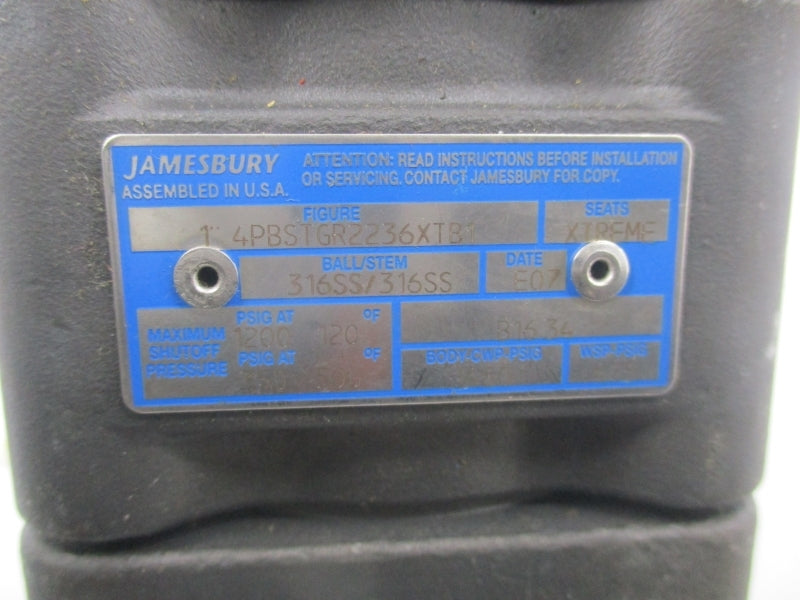 JAMESBURY
ASSEMBLED IN U.S.A.
ATTENTION: READ INSTRUCTIONS BEFORE INSTALLATION
OR SERVICING. CONTACT JAMESBURY FOR COPY.
FIGURE
1" 4PBSTGR2236XTB1
SEATS
XTREME
BALL/STEM
316SS/316SS
DATE
E07
MAXIMUM
SHUTOFF
PRESSURE
PSIG AT °F
1200 120
PSIG AT °F
B16.34
BODY-CWP-PSIG
WSP-PSIG